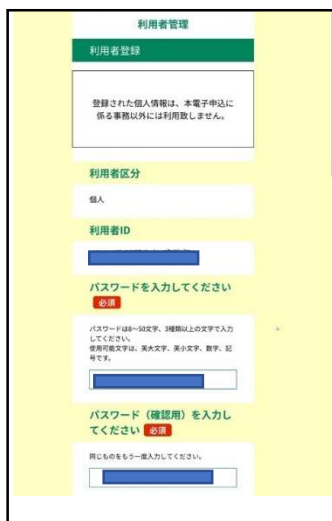 利用者管理
利用者登録
登録された個人情報は、本電子申込に
係る事務以外には利用致しません。
利用者区分
個人
利用者ID
パスワードを入力してください
必須
パスワードは8～50文字、3種類以上の文字で入力
してください。
使用可能文字は、英大文字、英小文字、数字、記
号です。
パスワード（確認用）を入力し
てください 必須
同じものをもう一度入力してください。